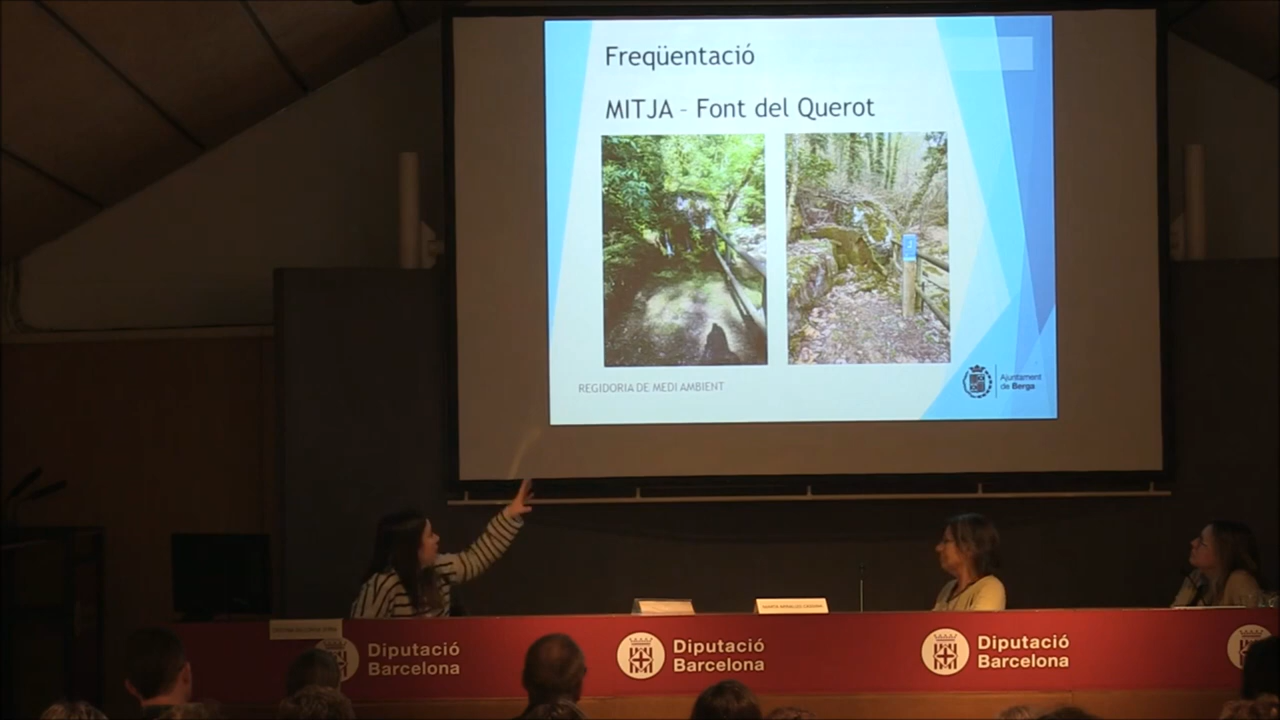 Freqüentació
MITJA - Font del Querot
REGIDORIA DE MEDI AMBIENT
Ajuntament
de Berga
Diputació
Barcelona
Diputació
Barcelona
Diputació
Barcelona